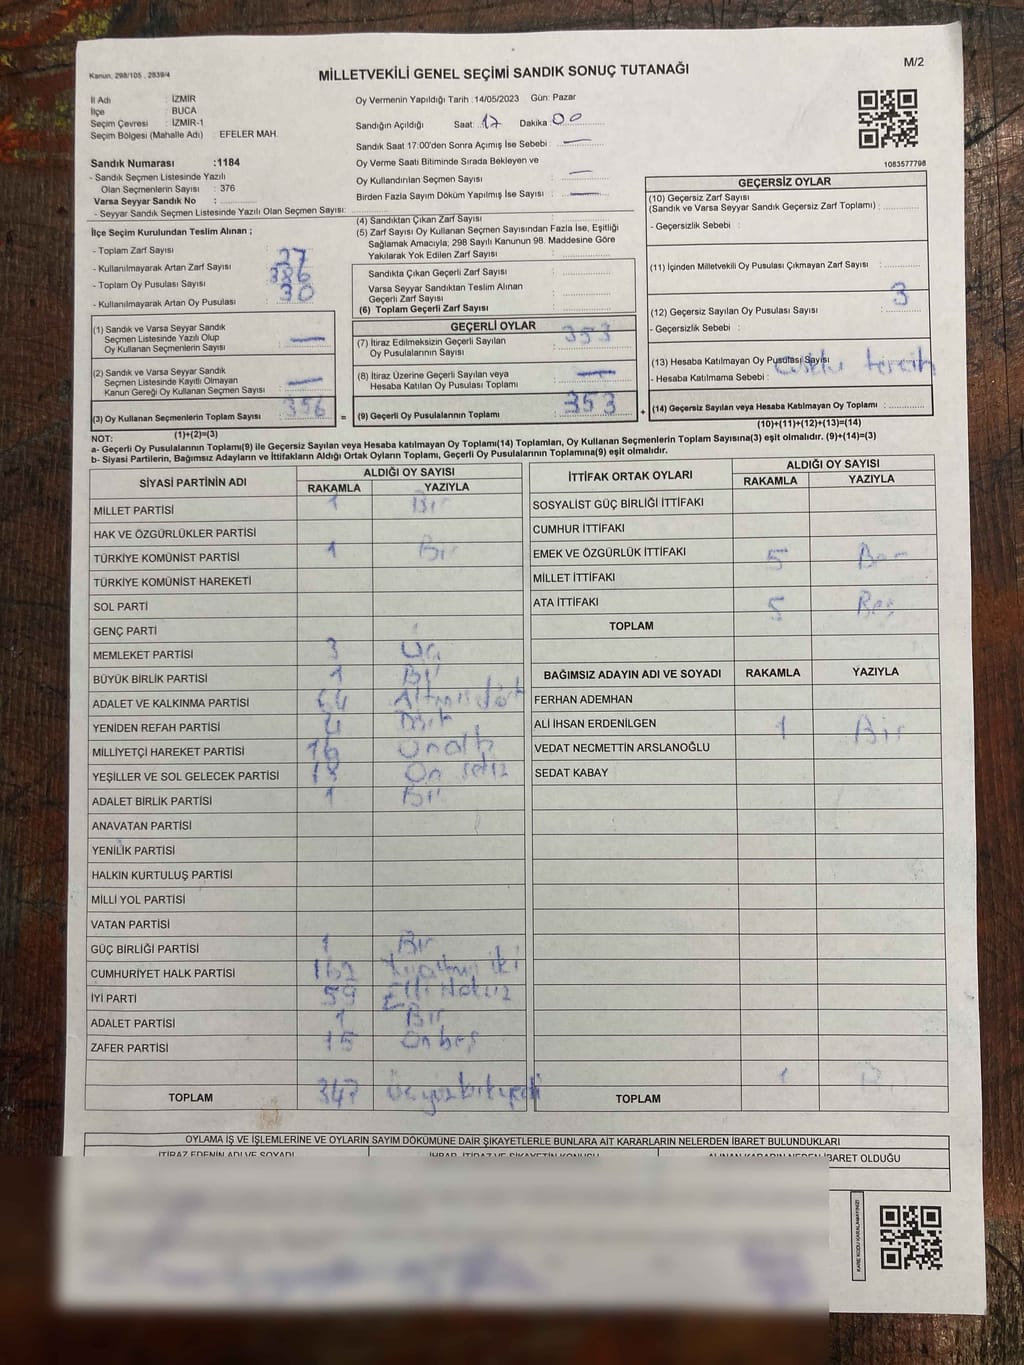 Kanun, 298/105 , 2839/4
MİLLETVEKİLİ GENEL SEÇİMİ SANDIK SONUÇ TUTANAĞI
M/2
İl Adı : İZMİR
İlçe : BUCA
Seçim Çevresi : İZMİR-1
Seçim Bölgesi (Mahalle Adı) : EFELER MAH.
Sandık Numarası :1184
- Sandık Seçmen Listesinde Yazılı
Olan Seçmenlerin Sayısı : 376
Varsa Seyyar Sandık No :
- Seyyar Sandık Seçmen Listesinde Yazılı Olan Seçmen Sayısı:
Oy Vermenin Yapıldığı Tarih :14/05/2023 Gün: Pazar
Sandığın Açıldığı Saat: 17 Dakika: 00
Sandık Saat 17:00'den Sonra Açımış İse Sebebi :
Oy Verme Saati Bitiminde Sırada Bekleyen ve
Oy Kullandırılan Seçmen Sayısı :
Birden Fazla Sayım Döküm Yapılmış İse Sayısı :
1083577798
İlçe Seçim Kurulundan Teslim Alınan ;
- Toplam Zarf Sayısı :
- Kullanılmayarak Artan Zarf Sayısı : 27
- Toplam Oy Pusulası Sayısı : 386
- Kullanılmayarak Artan Oy Pusulası : 30
(4) Sandıktan Çıkan Zarf Sayısı :
(5) Zarf Sayısı Oy Kullanan Seçmen Sayısından Fazla İse, Eşitliği
Sağlamak Amacıyla; 298 Sayılı Kanunun 98. Maddesine Göre
Yakılarak Yok Edilen Zarf Sayısı :
Sandıkta Çıkan Geçerli Zarf Sayısı :
Varsa Seyyar Sandıktan Teslim Alınan
Geçerli Zarf Sayısı :
(6) Toplam Geçerli Zarf Sayısı :
GEÇERSİZ OYLAR
(10) Geçersiz Zarf Sayısı
(Sandık ve Varsa Seyyar Sandık Geçersiz Zarf Toplamı) :
- Geçersizlik Sebebi :
(11) İçinden Milletvekili Oy Pusulası Çıkmayan Zarf Sayısı :
(12) Geçersiz Sayılan Oy Pusulası Sayısı : 3
- Geçersizlik Sebebi :
(13) Hesaba Katılmayan Oy Pusulası Sayısı
- Hesaba Katılmama Sebebi : tercih
(14) Geçersiz Sayılan veya Hesaba Katılmayan Oy Toplamı :
(10)+(11)+(12)+(13)=(14)
(1) Sandık ve Varsa Seyyar Sandık
Seçmen Listesinde Yazılı Olup
Oy Kullanan Seçmenlerin Sayısı :
(2) Sandık ve Varsa Seyyar Sandık
Seçmen Listesinde Kayıtlı Olmayan
Kanun Gereği Oy Kullanan Seçmen Sayısı :
(3) Oy Kullanan Seçmenlerin Toplam Sayısı : 356 =
(1)+(2)=(3)
GEÇERLİ OYLAR
(7) İtiraz Edilmeksizin Geçerli Sayılan
Oy Pusulalarının Sayısı : 353
(8) İtiraz Üzerine Geçerli Sayılan veya
Hesaba Katılan Oy Pusulası Toplamı :
(9) Geçerli Oy Pusulalarının Toplamı : 353 +
NOT:
a- Geçerli Oy Pusulalarının Toplamı(9) ile Geçersiz Sayılan veya Hesaba katılmayan Oy Toplamı(14) Toplamları, Oy Kullanan Seçmenlerin Toplam Sayısına(3) eşit olmalıdır. (9)+(14)=(3)
b- Siyasi Partilerin, Bağımsız Adayların ve İttifakların Aldığı Ortak Oyların Toplamı, Geçerli Oy Pusulalarının Toplamına(9) eşit olmalıdır.
SİYASİ PARTİNİN ADI ALDIĞI OY SAYISI
RAKAMLA YAZIYLA
MİLLET PARTİSİ 1 Bir
HAK VE ÖZGÜRLÜKLER PARTİSİ
TÜRKİYE KOMÜNİST PARTİSİ 1 Bir
TÜRKİYE KOMÜNİST HAREKETİ
SOL PARTİ
GENÇ PARTİ
MEMLEKET PARTİSİ 3 Üç
BÜYÜK BİRLİK PARTİSİ 1 Bir
ADALET VE KALKINMA PARTİSİ 64 Altmışdört
YENİDEN REFAH PARTİSİ 4
MİLLİYETÇİ HAREKET PARTİSİ 16 Onaltı
YEŞİLLER VE SOL GELECEK PARTİSİ 18 On sekiz
ADALET BİRLİK PARTİSİ 1 Bir
ANAVATAN PARTİSİ
YENİLİK PARTİSİ
HALKIN KURTULUŞ PARTİSİ
MİLLİ YOL PARTİSİ
VATAN PARTİSİ
GÜÇ BİRLİĞİ PARTİSİ 1 Bir
CUMHURİYET HALK PARTİSİ 162 iki
İYİ PARTİ 59 Elli dokuz
ADALET PARTİSİ 1 Bir
ZAFER PARTİSİ 15 Onbeş
TOPLAM 347 Üçyüzkırkyedi
İTTİFAK ORTAK OYLARI ALDIĞI OY SAYISI
RAKAMLA YAZIYLA
SOSYALİST GÜÇ BİRLİĞİ İTTİFAKI
CUMHUR İTTİFAKI
EMEK VE ÖZGÜRLÜK İTTİFAKI
MİLLET İTTİFAKI 5 Beş
ATA İTTİFAKI
TOPLAM 5 Beş
BAĞIMSIZ ADAYIN ADI VE SOYADI RAKAMLA YAZIYLA
FERHAN ADEMHAN
ALİ İHSAN ERDENİLGEN 1 Bir
VEDAT NECMETTİN ARSLANOĞLU
SEDAT KABAY
TOPLAM 1
OYLAMA İŞ VE İŞLEMLERİNE VE OYLARIN SAYIM DÖKÜMÜNE DAİR ŞİKAYETLERLE BUNLARA AİT KARARLARIN NELERDEN İBARET BULUNDUKLARI
İTİRAZ EDENİN ADI VE SOYADI İHBAR, İTİRAZ VE ŞİKAYETİN KONUSU ALINAN KARARIN NEDEN İBARET OLDUĞU
KARE KODU KARALAMAYINIZ!